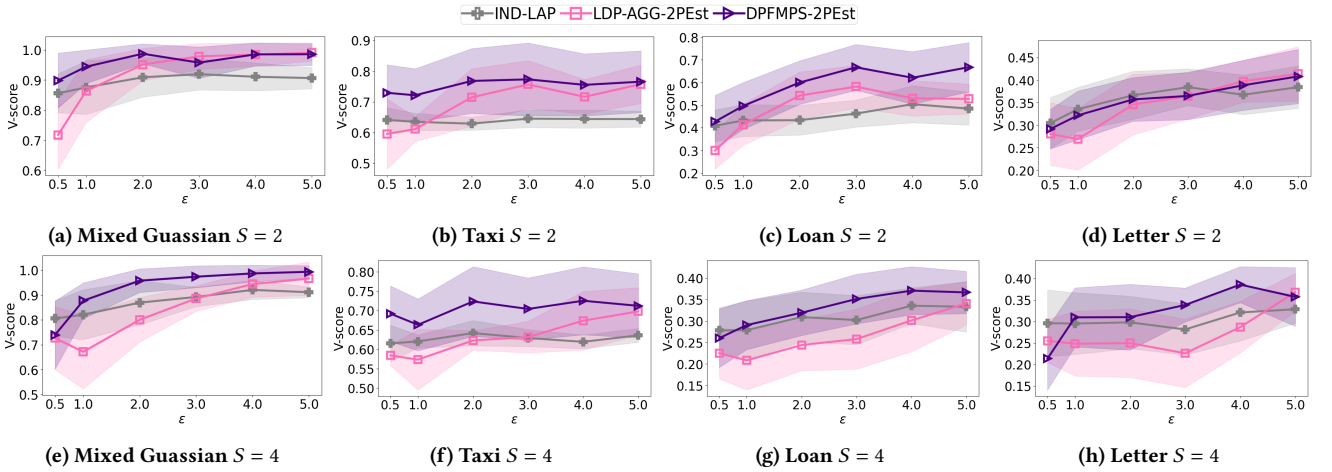 IND-LAP LDP-AGG-2PEst DPFMPS-2PEst
V-score
1.0
0.9
0.8
0.7
0.6
0.5 1.0 2.0 3.0 4.0 5.0
ε
(a) Mixed Guassian S = 2
0.9
0.8
0.7
0.6
0.5
0.5 1.0 2.0 3.0 4.0 5.0
ε
(b) Taxi S = 2
V-score
0.8
0.7
0.6
0.5
0.4
0.3
0.2
0.5 1.0 2.0 3.0 4.0 5.0
ε
(c) Loan S = 2
V-score
0.45
0.40
0.35
0.30
0.25
0.20
0.5 1.0 2.0 3.0 4.0 5.0
ε
(d) Letter S = 2
V-score
1.0
0.9
0.8
0.7
0.6
0.5
0.5 1.0 2.0 3.0 4.0 5.0
ε
(e) Mixed Guassian S = 4
V-score
0.80
0.75
0.70
0.65
0.60
0.55
0.50
0.5 1.0 2.0 3.0 4.0 5.0
ε
(f) Taxi S = 4
V-score
0.40
0.35
0.30
0.25
0.20
0.15
0.5 1.0 2.0 3.0 4.0 5.0
ε
(g) Loan S = 4
V-score
0.40
0.35
0.30
0.25
0.20
0.15
0.5 1.0 2.0 3.0 4.0 5.0
ε
(h) Letter S = 4
V-score